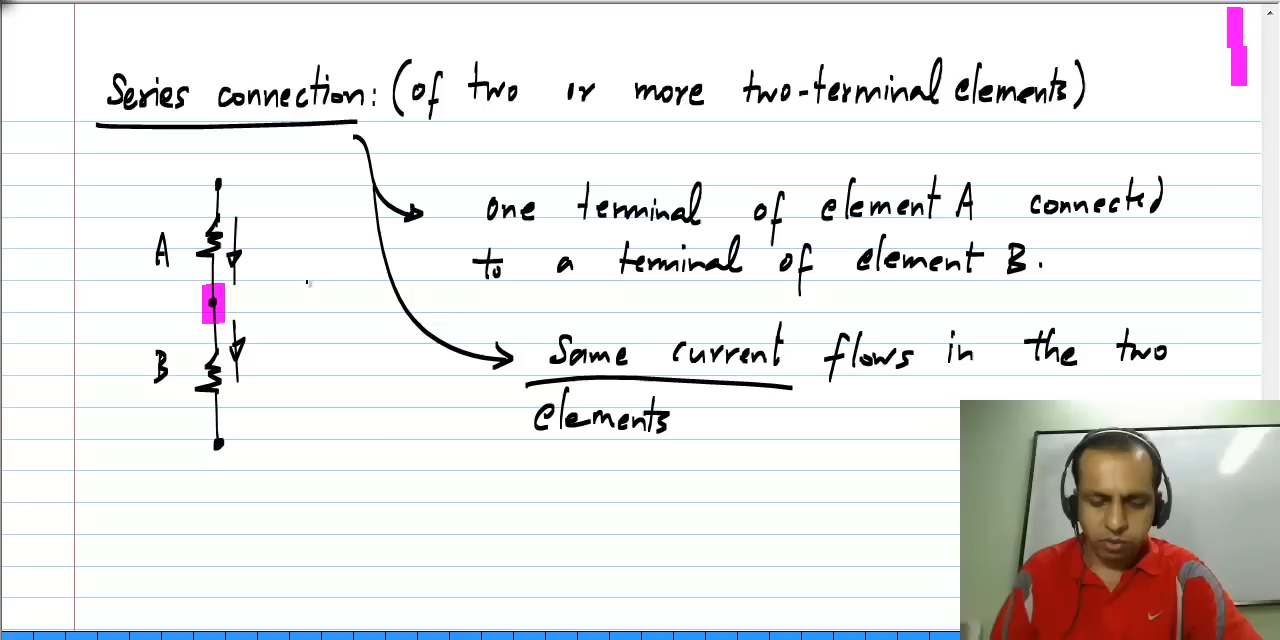 Series connection: (of two or more two-terminal elements)
one terminal of element A connected
to a terminal of element B.
A
B
same current flows in the two
elements